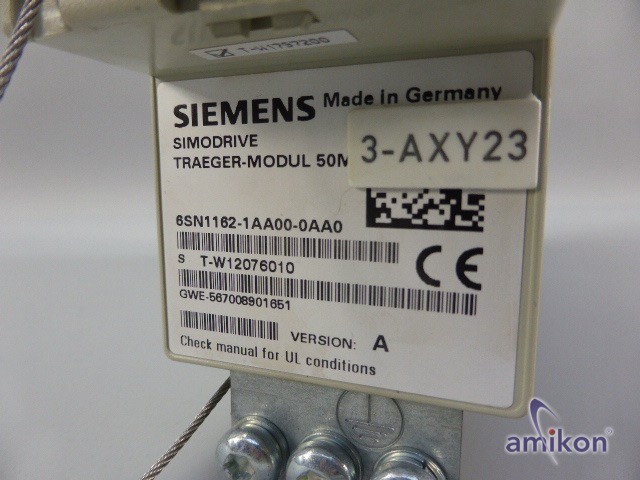 T-W1797200
SIEMENS Made in Germany
SIMODRIVE
TRAEGER-MODUL 50M
3-AXY23
6SN1162-1AA00-0AA0
CE
S T-W12076010
GWE-567008901651
VERSION: A
Check manual for UL conditions
amikon